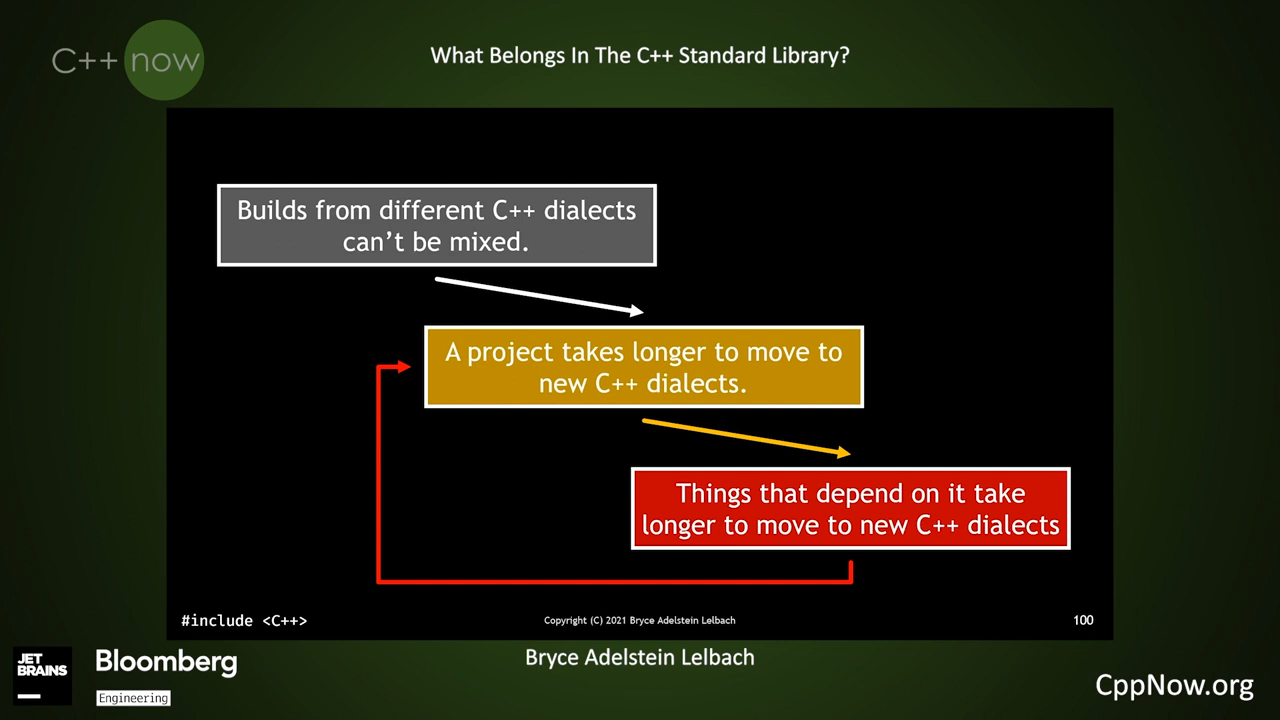 C++ now
What Belongs In The C++ Standard Library?
Builds from different C++ dialects
can’t be mixed.
A project takes longer to move to
new C++ dialects.
Things that depend on it take
longer to move to new C++ dialects
#include <C++>
Copyright (C) 2021 Bryce Adelstein Lelbach
100
JET
BRAINS
Bloomberg
Engineering
Bryce Adelstein Lelbach
CppNow.org